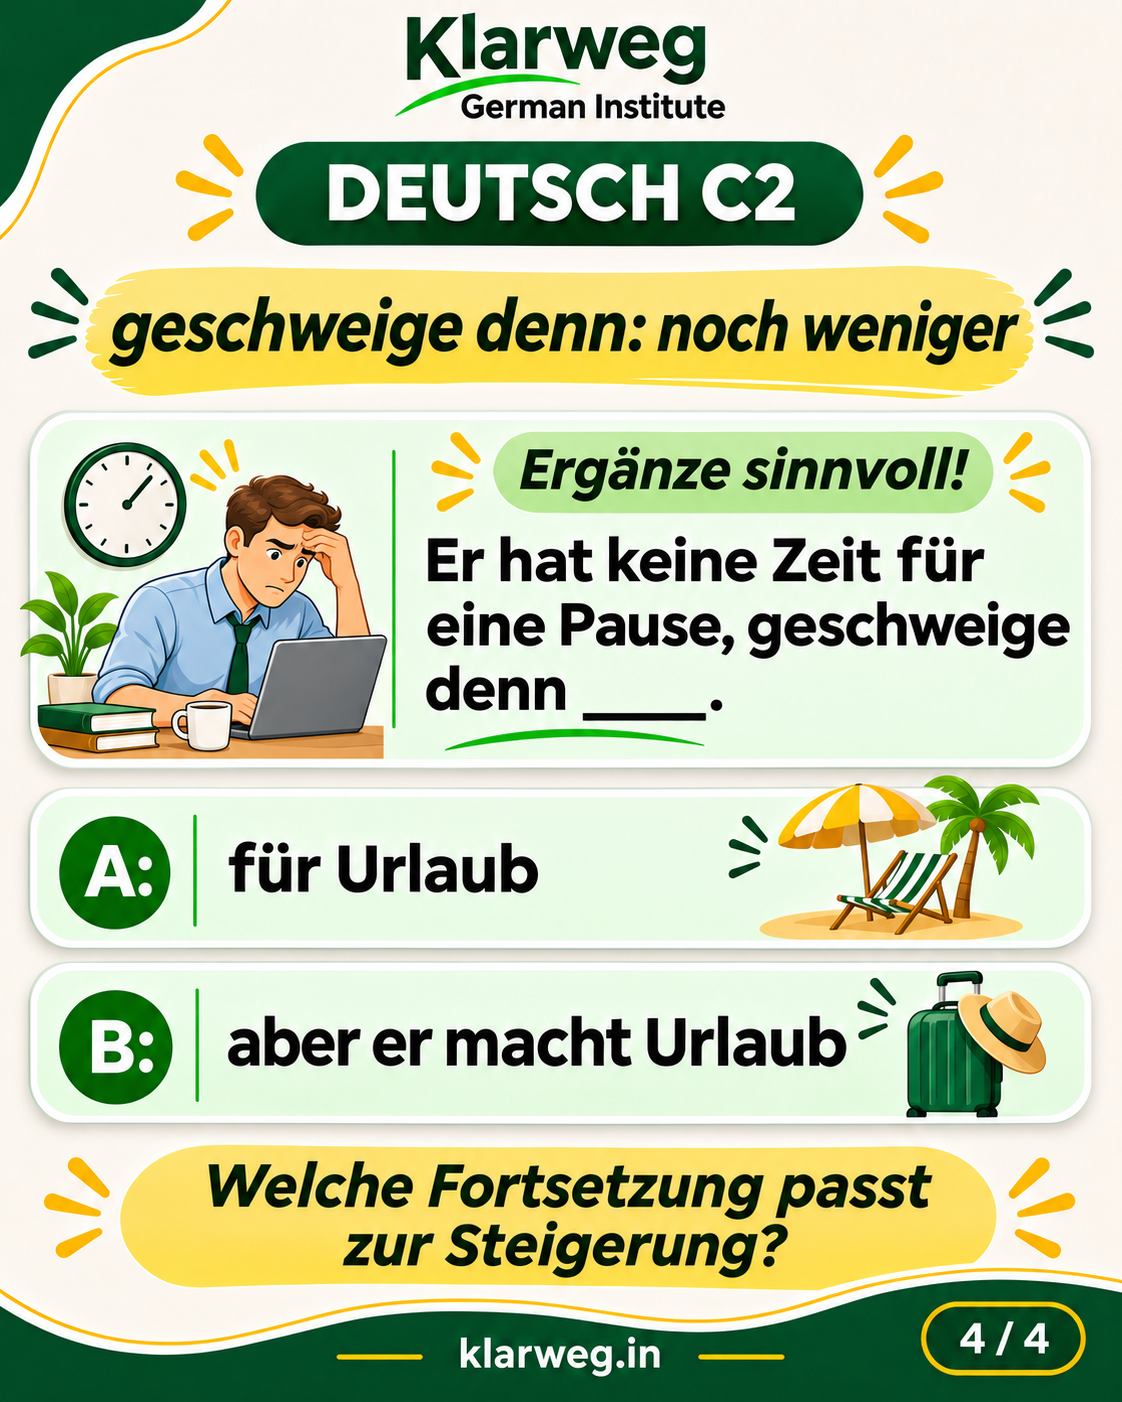 Klarweg
German Institute
DEUTSCH C2
geschweige denn: noch weniger
Ergänze sinnvoll!
Er hat keine Zeit für
eine Pause, geschweige
denn ____.
A: für Urlaub
B: aber er macht Urlaub
Welche Fortsetzung passt
zur Steigerung?
klarweg.in
4 / 4